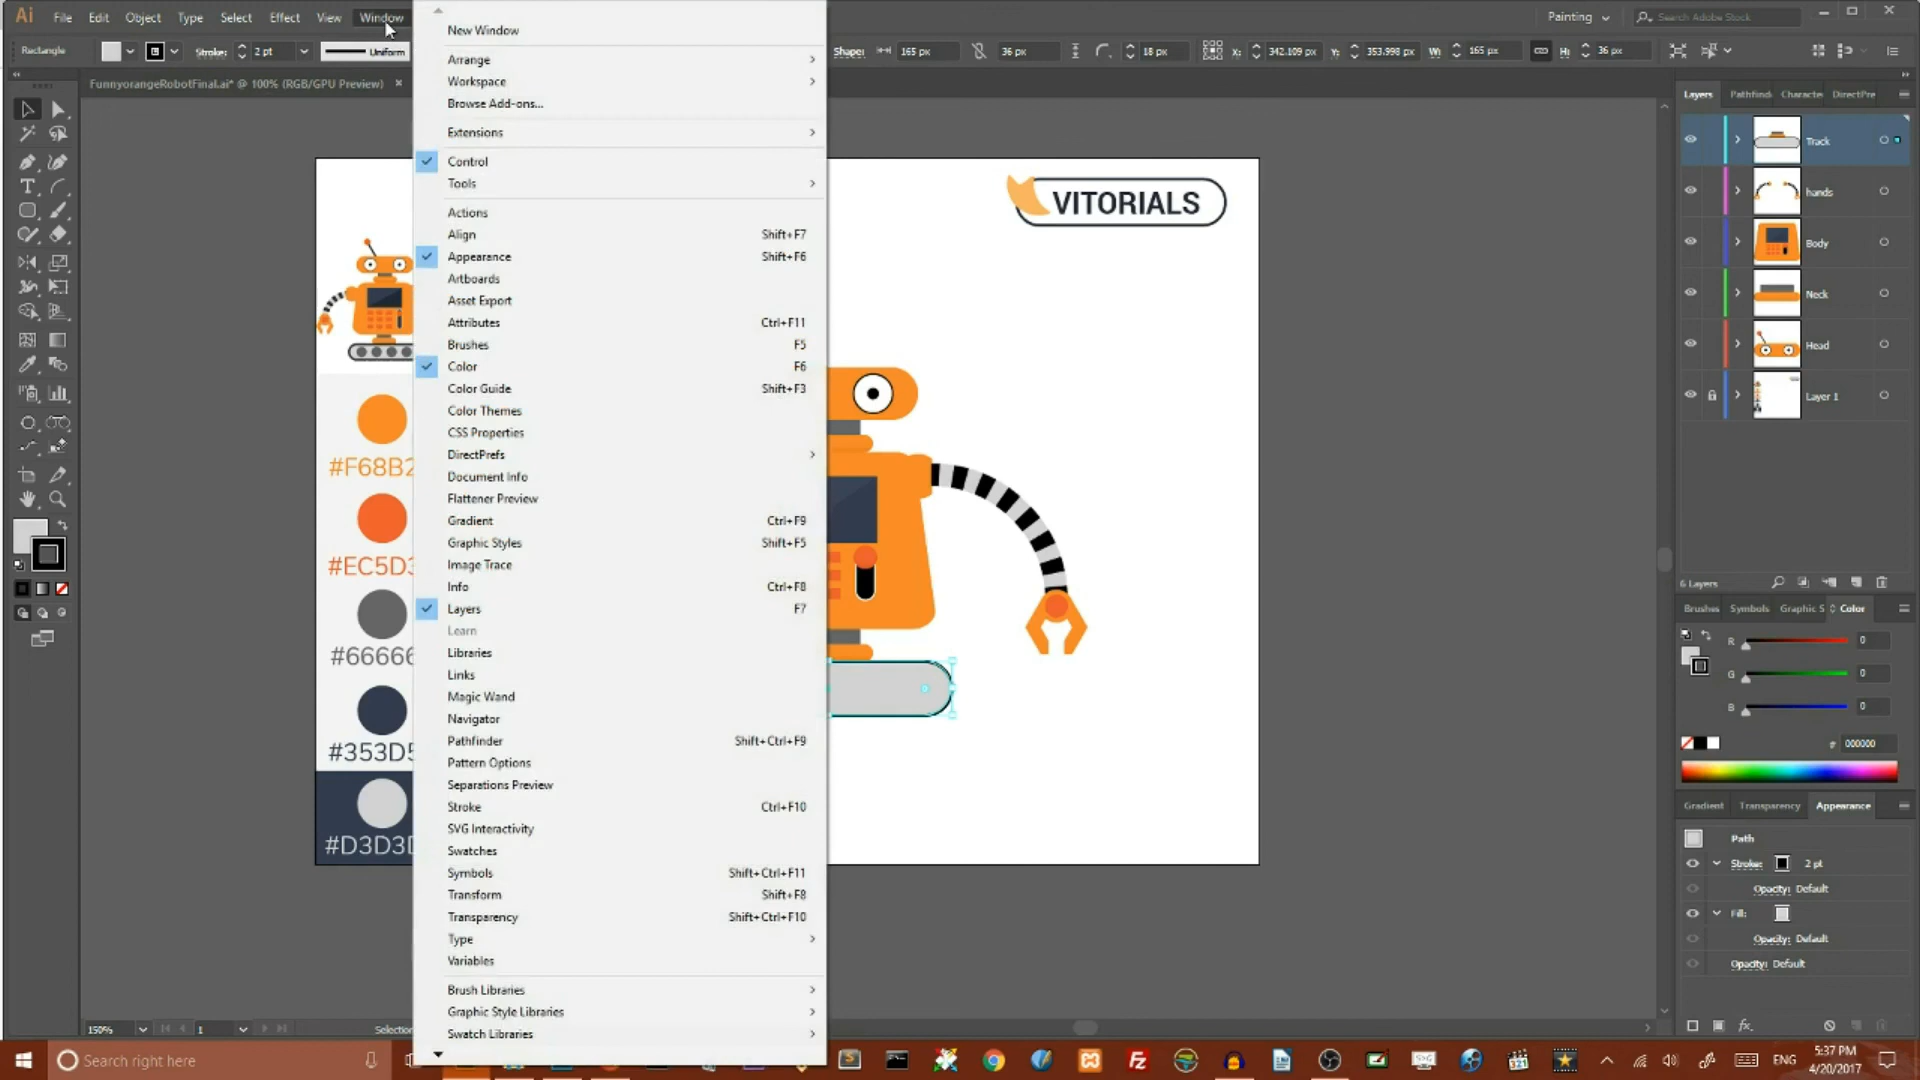 Ai File Edit Object Type Select Effect View Window
Painting
Search Adobe Stock
Rectangle Stroke: 2 pt Uniform
Shape: 165 px 36 px 18 px X: 342.109 px Y: 353.998 px W: 165 px H: 36 px
FunnyorangeRobotFinal.ai* @ 100% (RGB/GPU Preview) ×
New Window
Arrange
Workspace
Browse Add-ons...
Extensions
Control
Tools
Actions
Align Shift+F7
Appearance Shift+F6
Artboards
Asset Export
Attributes Ctrl+F11
Brushes F5
Color F6
Color Guide Shift+F3
Color Themes
CSS Properties
DirectPrefs
Document Info
Flattener Preview
Gradient Ctrl+F9
Graphic Styles Shift+F5
Image Trace
Info Ctrl+F8
Layers F7
Learn
Libraries
Links
Magic Wand
Navigator
Pathfinder Shift+Ctrl+F9
Pattern Options
Separations Preview
Stroke Ctrl+F10
SVG Interactivity
Swatches
Symbols Shift+Ctrl+F11
Transform Shift+F8
Transparency Shift+Ctrl+F10
Type
Variables
Brush Libraries
Graphic Style Libraries
Swatch Libraries
#F68B2
#EC5D3
#6666
#353D5
#D3D3D
VITORIALS
Layers Pathfind Characte DirectPre
Track
hands
Body
Neck
Head
Layer 1
6 Layers
Brushes Symbols Graphic S Color
R 0
G 0
B 0
# 000000
Gradient Transparency Appearance
Path
Stroke: 2 pt
Opacity: Default
Fill:
Opacity: Default
Opacity: Default
fx
150% 1 Selection
Search right here
ENG
5:37 PM
4/20/2017